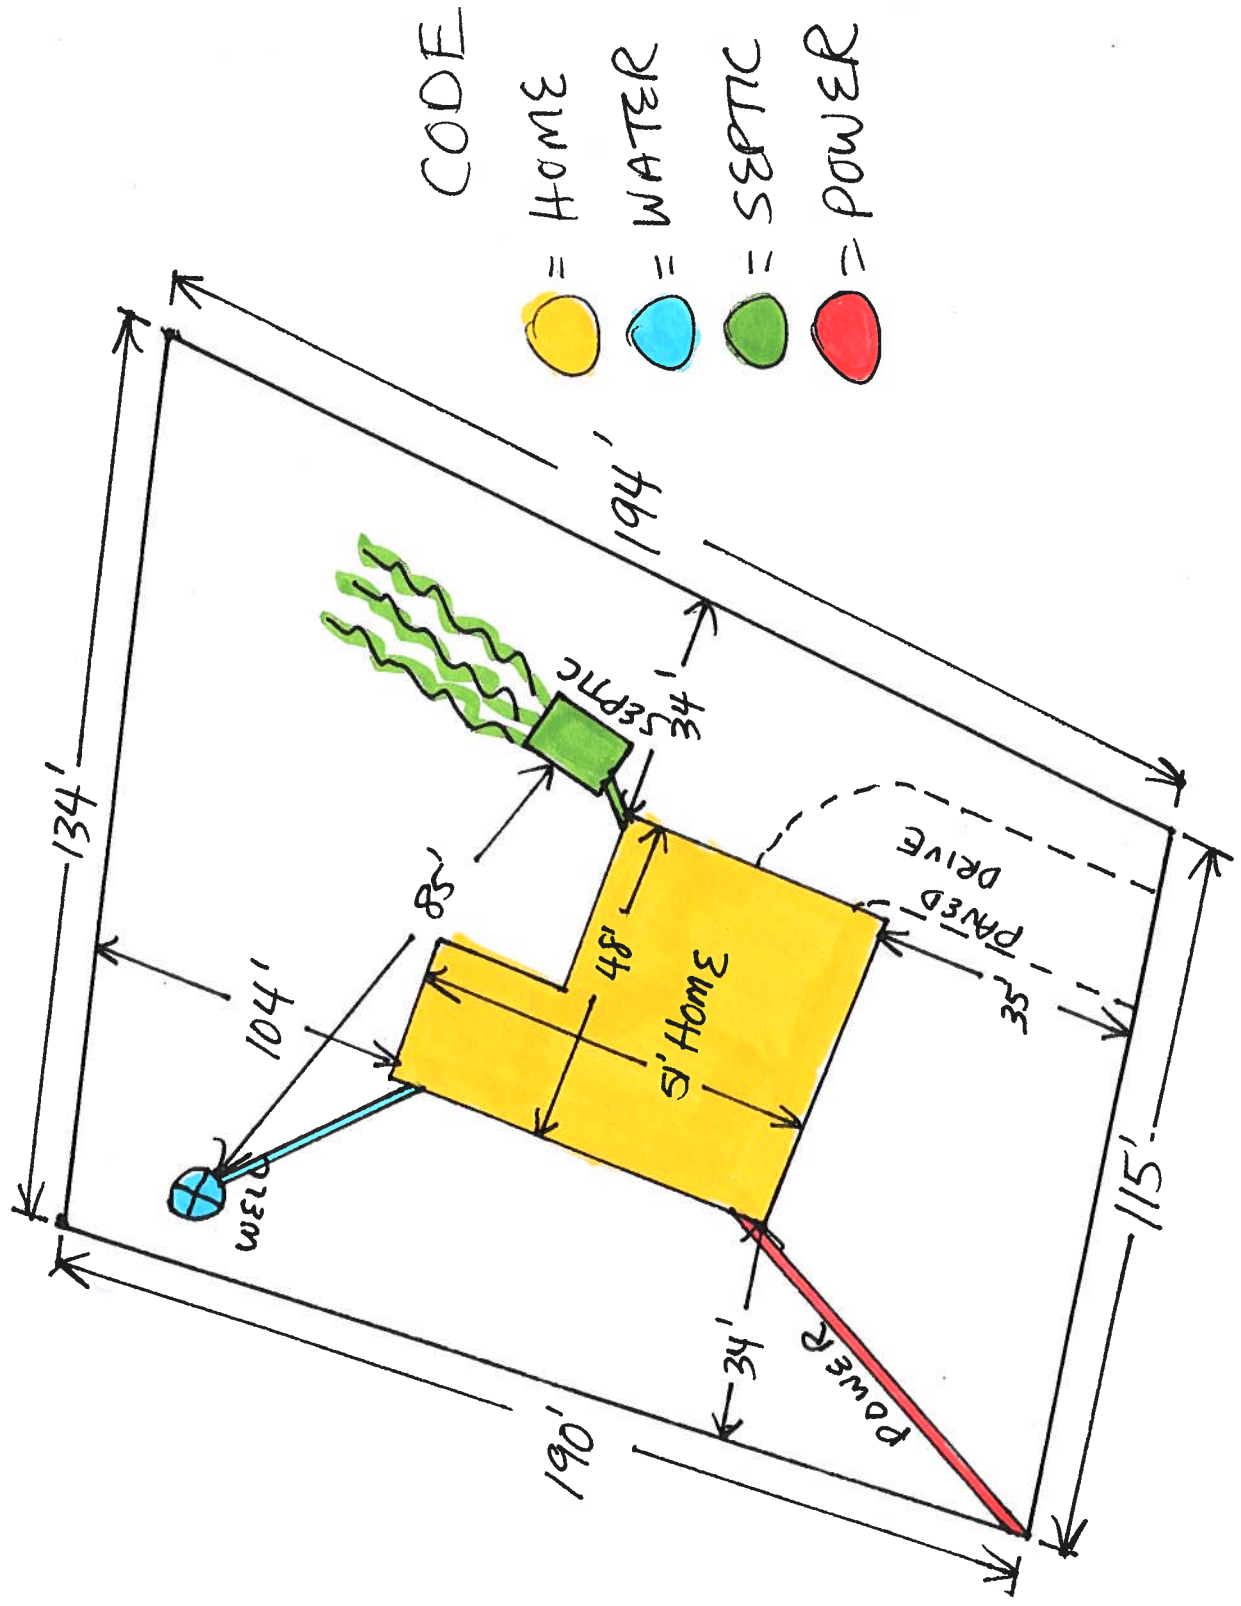 134'
104'
WELL
85'
CODE
= HOME
= WATER
= SEPTIC
= POWER
190'
194'
SEPTIC
34'
48'
51' HOME
34'
POWER
PAVED
DRIVE
35'
115'